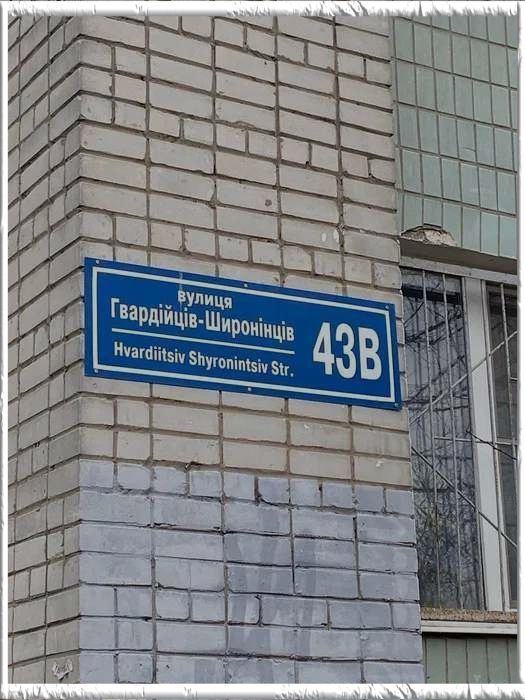 вулиця
Гвардійців-Широнінців
Hvardiitsiv Shyronintsiv Str.
43В